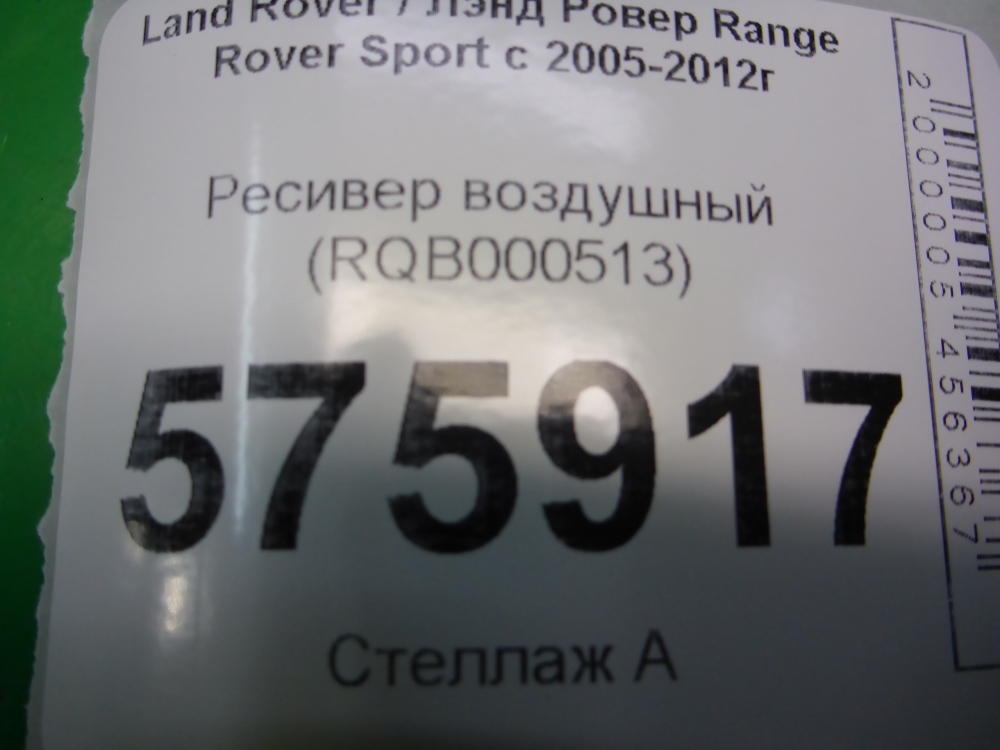 Land Rover / Лэнд Ровер Range
Rover Sport с 2005-2012г
Ресивер воздушный
(RQB000513)
575917
Стеллаж А
2000005456367